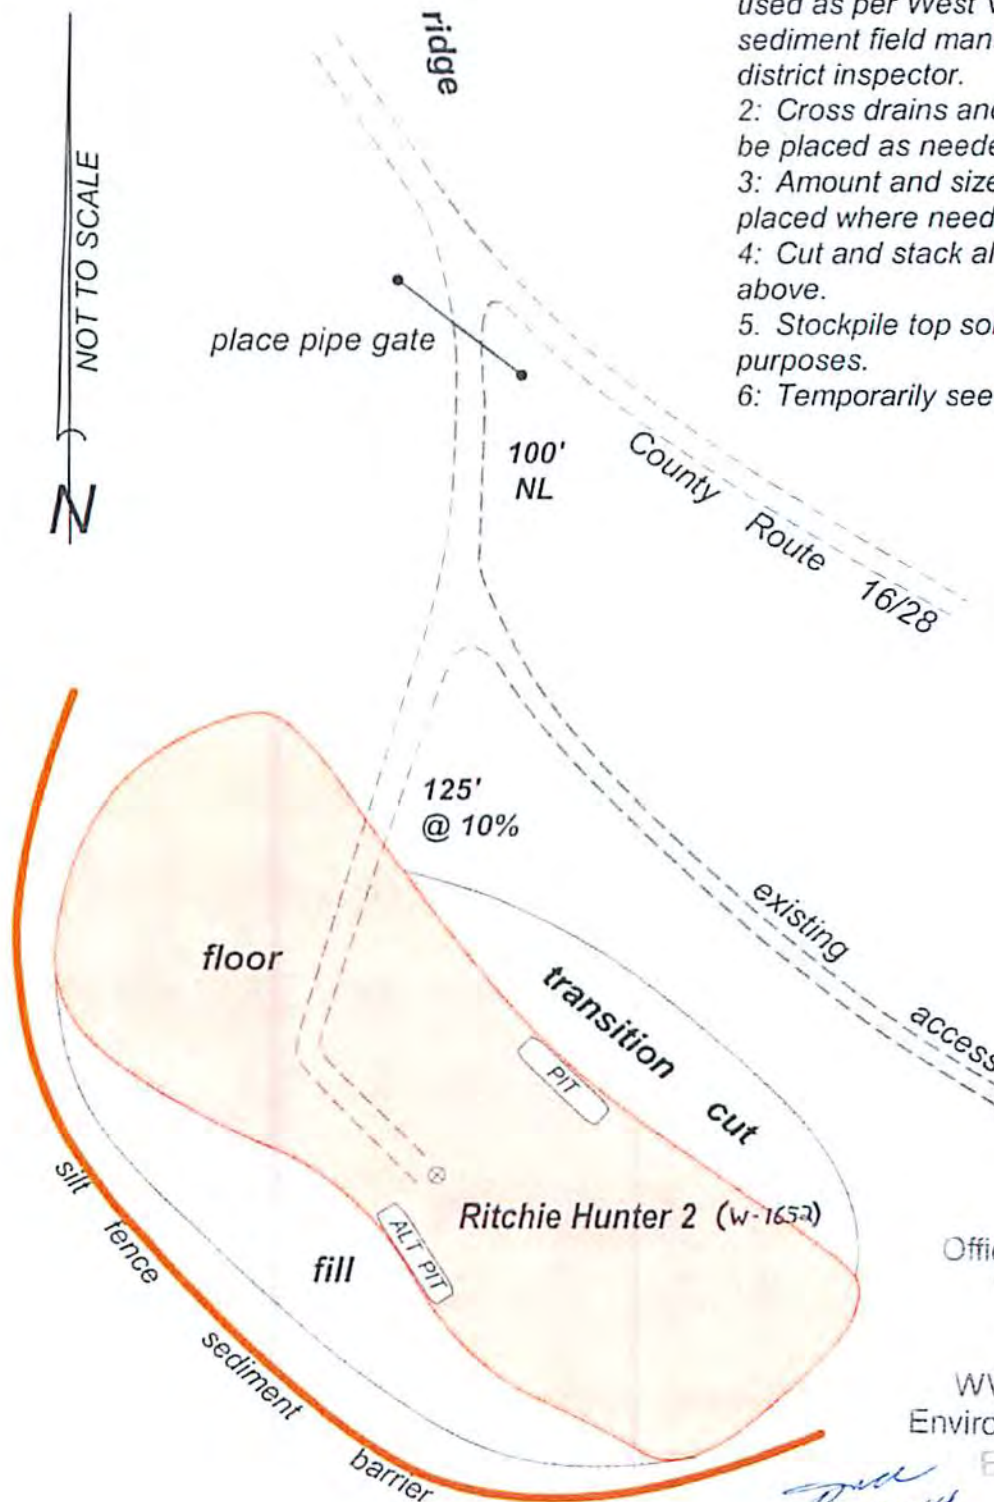 used as per West V
sediment field man
district inspector.
2: Cross drains and
be placed as neede
3: Amount and size
placed where need
4: Cut and stack al
above.
5. Stockpile top so
purposes.
6: Temporarily see
ridge
NOT TO SCALE
N
place pipe gate
100'
NL
County Route 16/28
125'
@ 10%
existing access
floor
transition cut
PIT
Ritchie Hunter 2 (W-1652)
ALT PIT
fill
silt fence sediment barrier
Offi
WV
Enviro